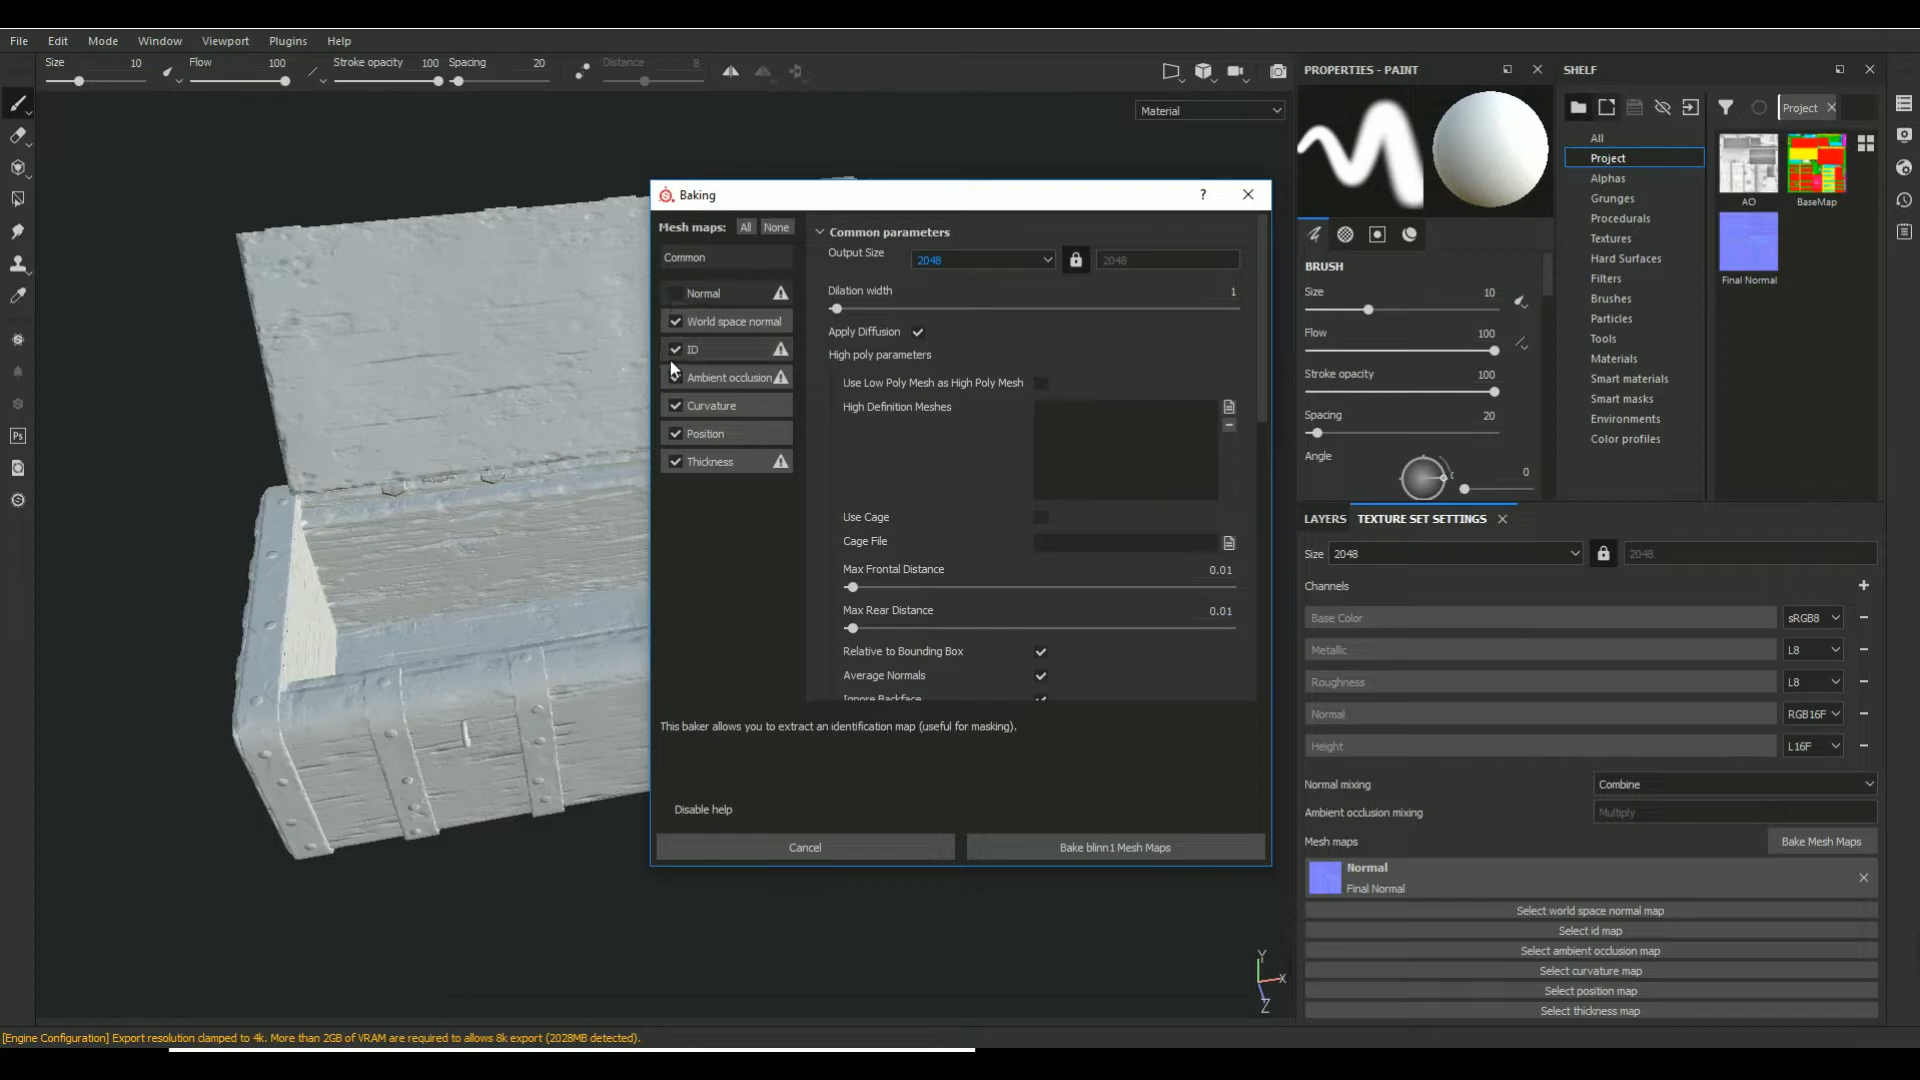 File Edit Mode Window Viewport Plugins Help
Size 10 Flow 100 Stroke opacity 100 Spacing 20 Distance 8
Material
PROPERTIES - PAINT
BRUSH
Size 10
Flow 100
Stroke opacity 100
Spacing 20
Angle 0
SHELF
Project
All
Project
Alphas
Grunges
Procedurals
Textures
Hard Surfaces
Filters
Brushes
Particles
Tools
Materials
Smart materials
Smart masks
Environments
Color profiles
AO BaseMap
Final Normal
Baking ?
Mesh maps: All None
Common
Normal
World space normal
ID
Ambient occlusion
Curvature
Position
Thickness
Common parameters
Output Size 2048 2048
Dilation width 1
Apply Diffusion
High poly parameters
Use Low Poly Mesh as High Poly Mesh
High Definition Meshes
Use Cage
Cage File
Max Frontal Distance 0.01
Max Rear Distance 0.01
Relative to Bounding Box
Average Normals
Ignore Backface
This baker allows you to extract an identification map (useful for masking).
Disable help
Cancel Bake blinn1 Mesh Maps
LAYERS TEXTURE SET SETTINGS
Size 2048 2048
Channels
Base Color sRGB8
Metallic L8
Roughness L8
Normal RGB16F
Height L16F
Normal mixing Combine
Ambient occlusion mixing Multiply
Mesh maps Bake Mesh Maps
Normal
Final Normal
Select world space normal map
Select id map
Select ambient occlusion map
Select curvature map
Select position map
Select thickness map
Ps
Y
X
Z
[Engine Configuration] Export resolution clamped to 4k. More than 2GB of VRAM are required to allows 8k export (2028MB detected).